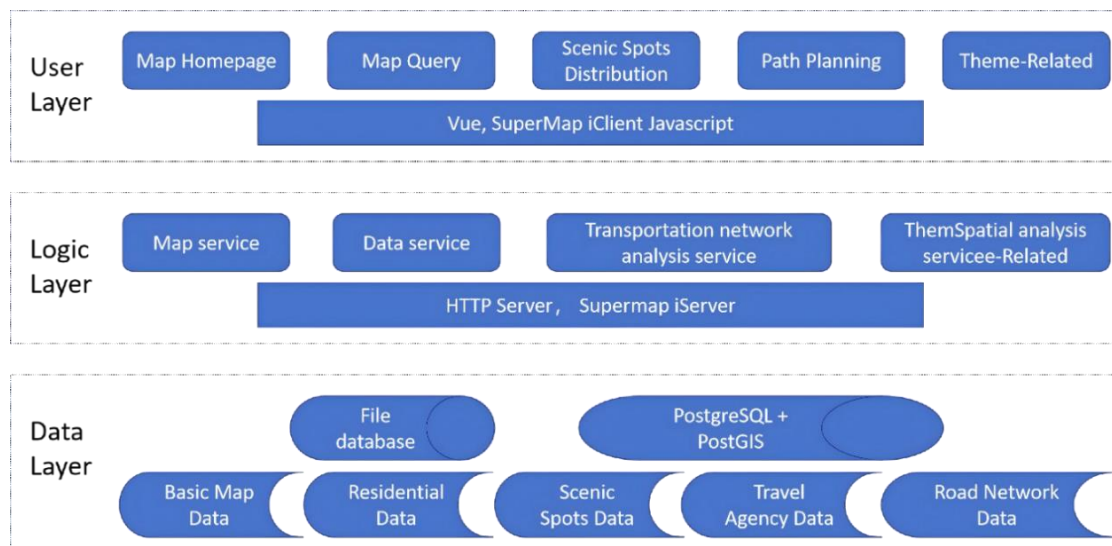 User
Layer
Map Homepage
Map Query
Scenic Spots
Distribution
Path Planning
Theme-Related
Vue, SuperMap iClient Javascript
Logic
Layer
Map service
Data service
Transportation network
analysis service
ThemSpatial analysis
servicee-Related
HTTP Server， Supermap iServer
Data
Layer
File
database
PostgreSQL +
PostGIS
Basic Map
Data
Residential
Data
Scenic
Spots Data
Travel
Agency Data
Road Network
Data